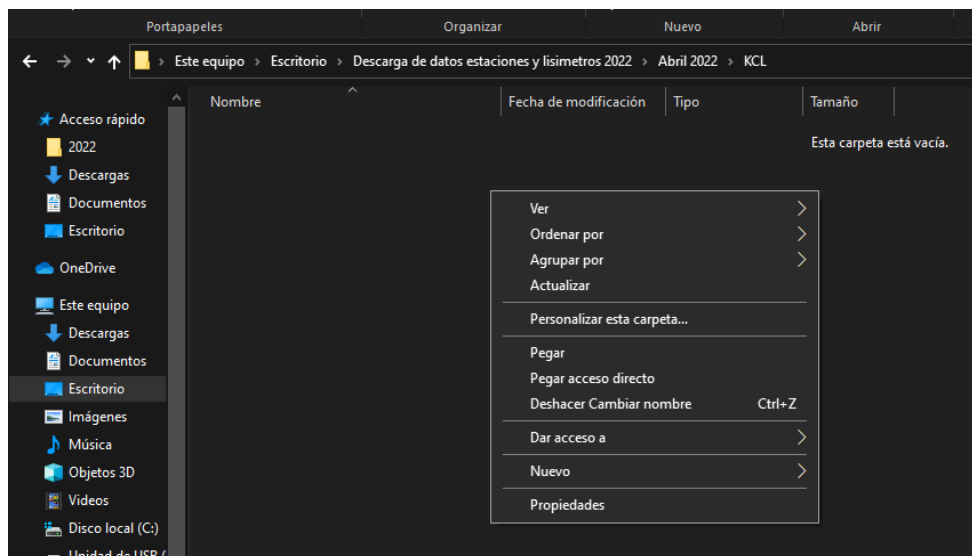 Portapapeles Organizar Nuevo Abrir
Este equipo > Escritorio > Descarga de datos estaciones y lisimetros 2022 > Abril 2022 > KCL
Nombre Fecha de modificación Tipo Tamaño
Esta carpeta está vacía.
Acceso rápido
2022
Descargas
Documentos
Escritorio
OneDrive
Este equipo
Descargas
Documentos
Escritorio
Imágenes
Música
Objetos 3D
Videos
Disco local (C:)
Unidad de USB (
Ver
Ordenar por
Agrupar por
Actualizar
Personalizar esta carpeta...
Pegar
Pegar acceso directo
Deshacer Cambiar nombre Ctrl+Z
Dar acceso a
Nuevo
Propiedades